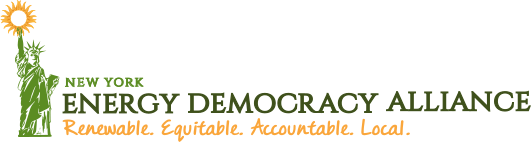 NEW YORK
ENERGY DEMOCRACY ALLIANCE
Renewable. Equitable. Accountable. Local.